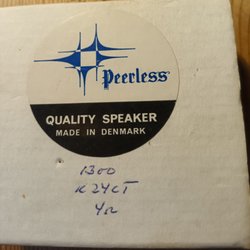 Peerless
QUALITY SPEAKER
MADE IN DENMARK
1300
K24CT
4Ω